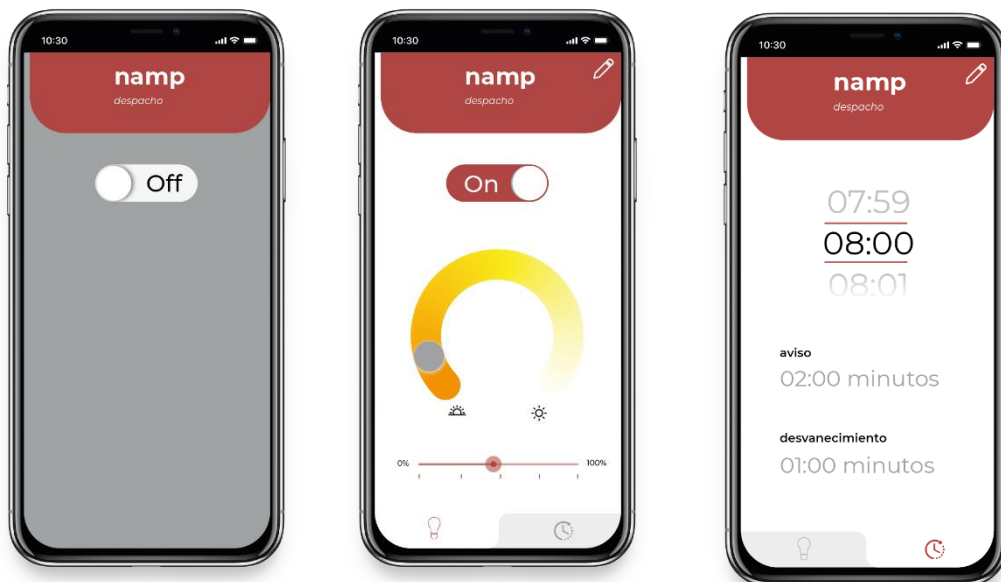 10:30
namp
despacho
Off
10:30
namp
despacho
On
0%
100%
10:30
namp
despacho
07:59
08:00
08:01
aviso
02:00 minutos
desvanecimiento
01:00 minutos